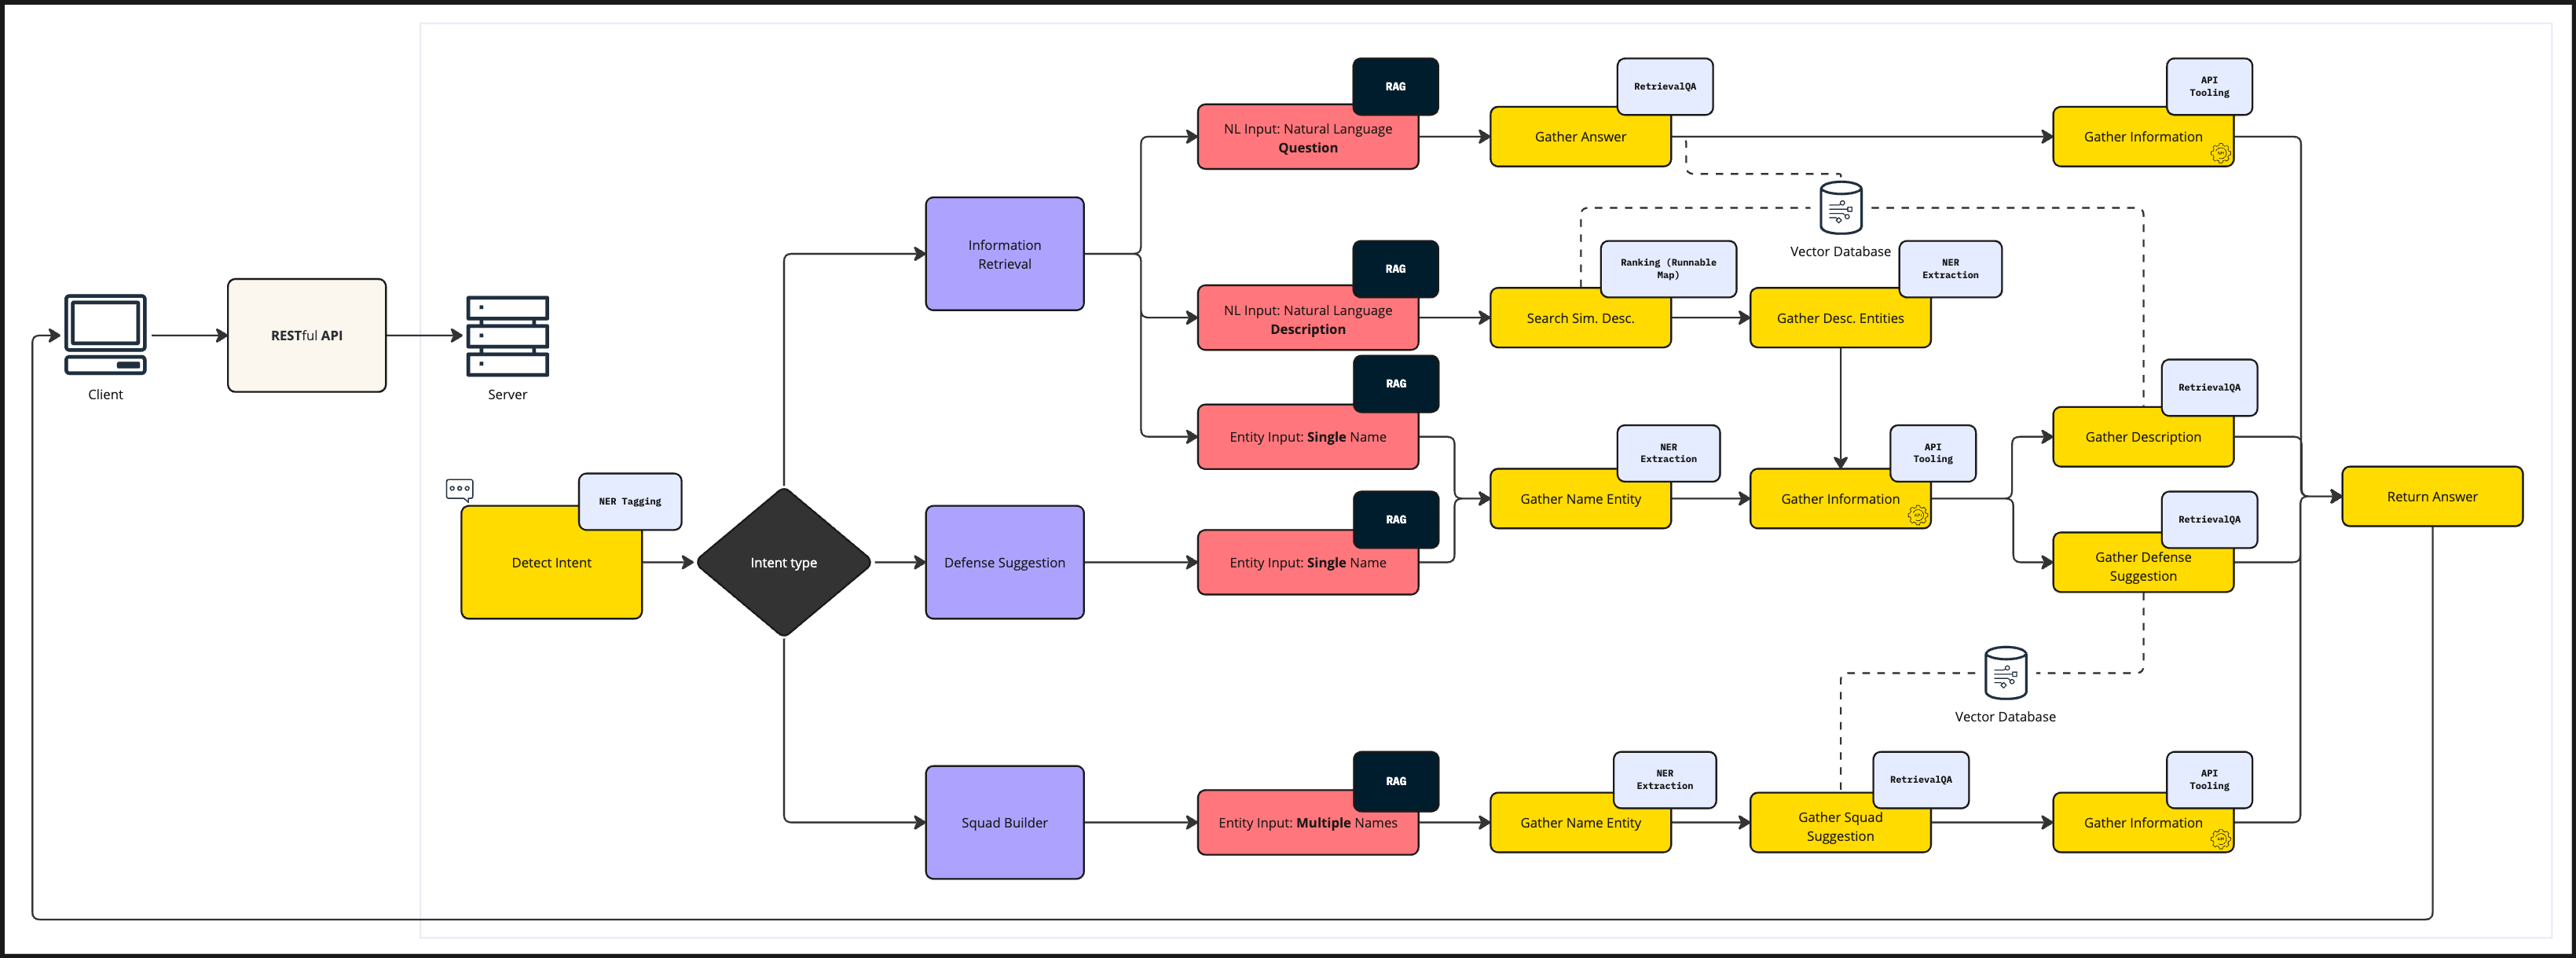 RAG
NL Input: Natural Language
Question
RetrievalQA
Gather Answer
API
Tooling
Gather Information
API
Vector Database
Information
Retrieval
RAG
NL Input: Natural Language
Description
Ranking (Runnable
Map)
Search Sim. Desc.
NER
Extraction
Gather Desc. Entities
Client
RESTful API
Server
RAG
Entity Input: Single Name
NER
Extraction
Gather Name Entity
API
Tooling
Gather Information
API
RetrievalQA
Gather Description
NER Tagging
Detect Intent
Intent type
Defense Suggestion
RAG
Entity Input: Single Name
RetrievalQA
Gather Defense
Suggestion
Return Answer
Vector Database
Squad Builder
RAG
Entity Input: Multiple Names
NER
Extraction
Gather Name Entity
RetrievalQA
Gather Squad
Suggestion
API
Tooling
Gather Information
API